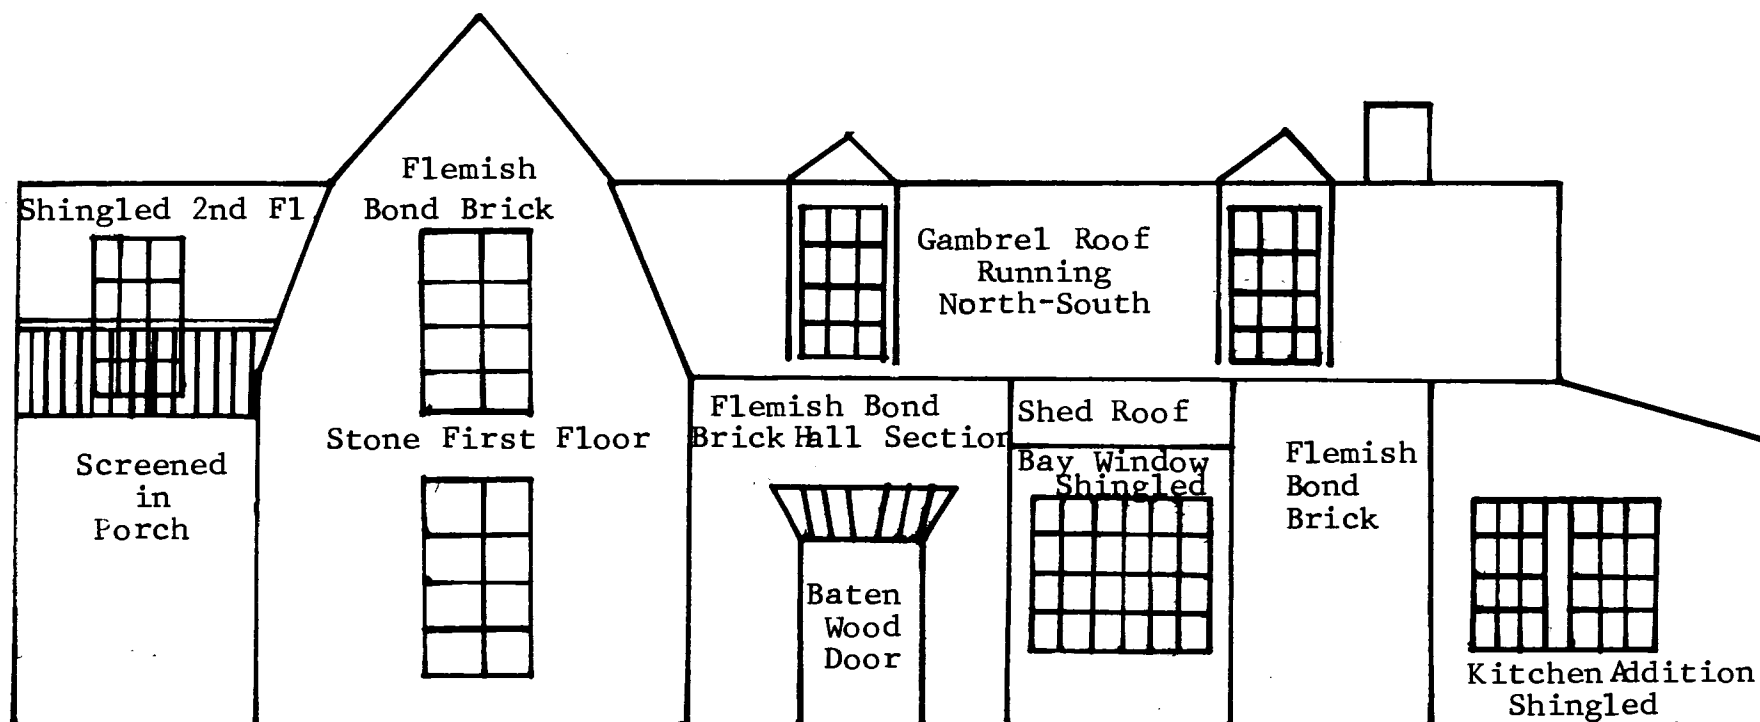 Shingled 2nd Fl.
Flemish
Bond Brick
Stone First Floor
Screened
in
Porch
Gambrel Roof
Running
North-South
Flemish Bond
Brick Hall Section
Shed Roof
Bay Window
Shingled
Flemish
Bond
Brick
Baten
Wood
Door
Kitchen Addition
Shingled